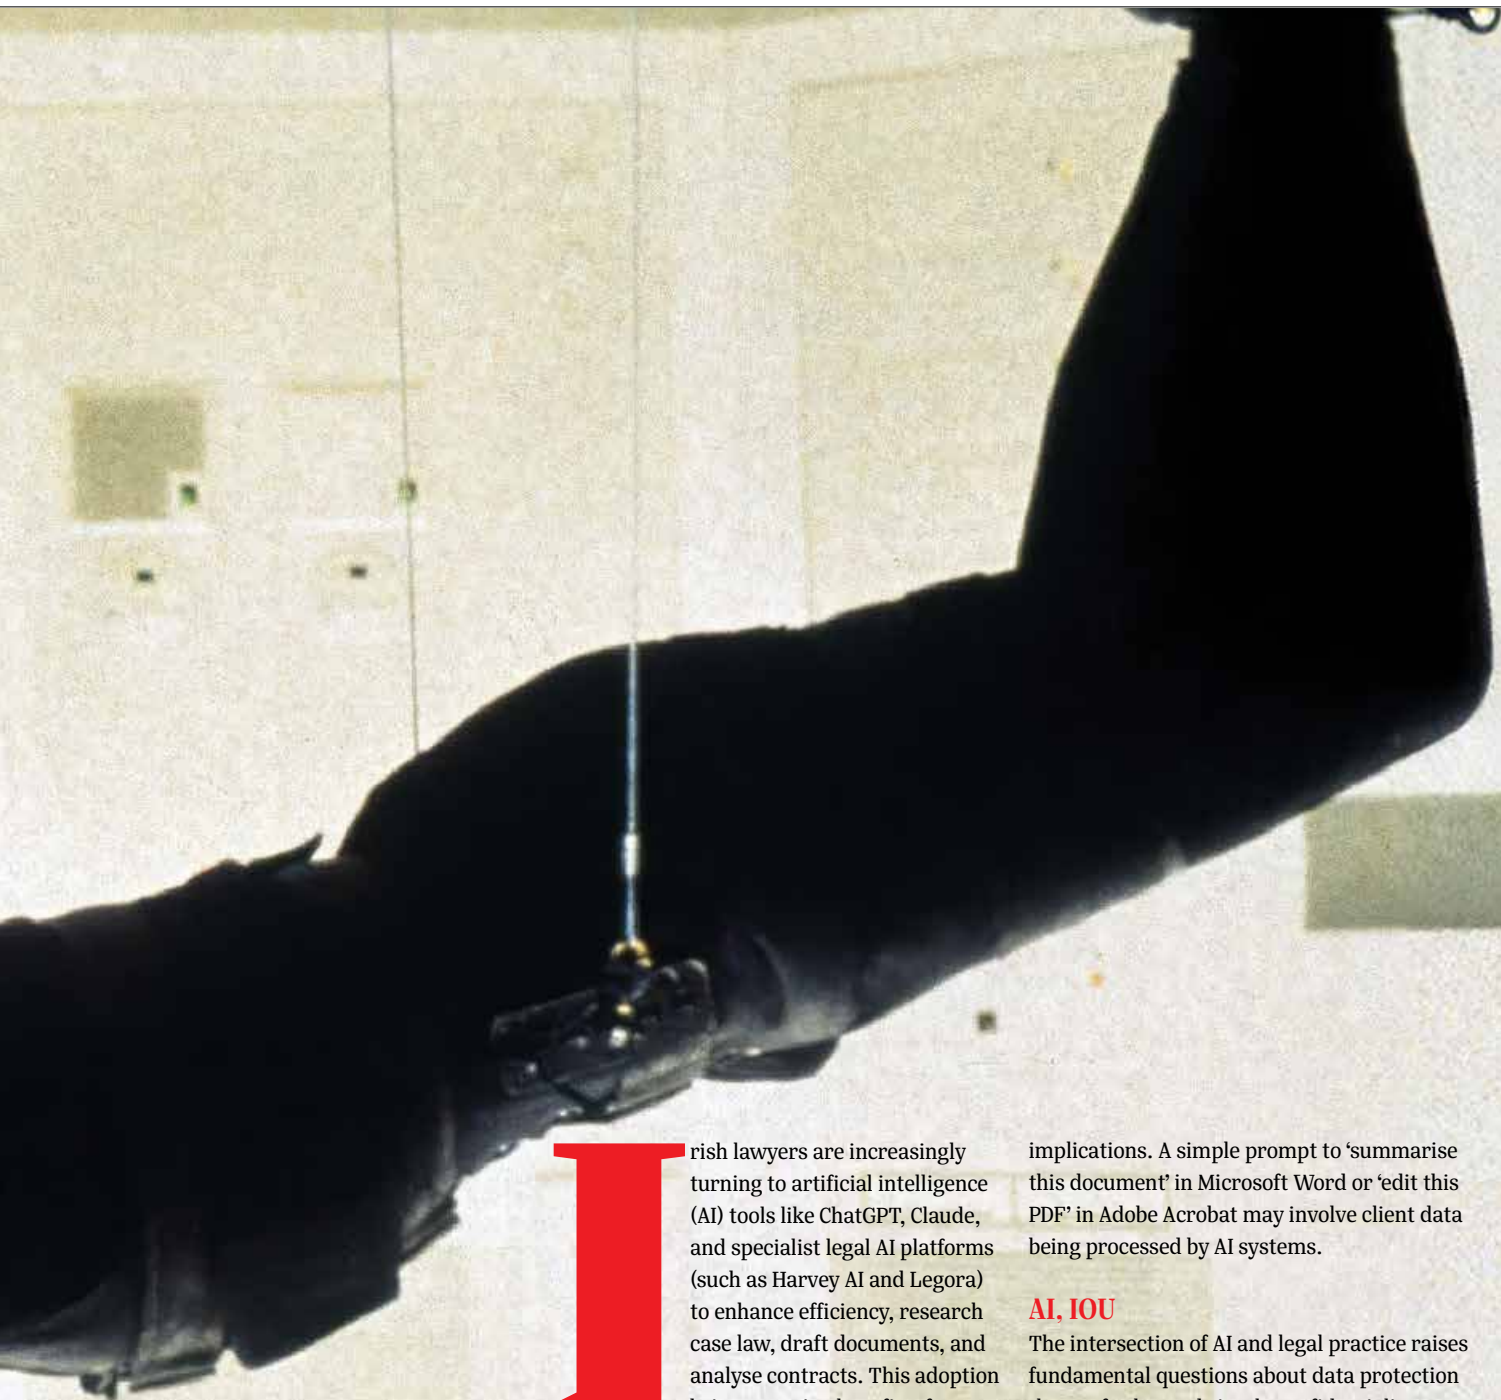 Irish lawyers are increasingly
turning to artificial intelligence
(AI) tools like ChatGPT, Claude,
and specialist legal AI platforms
(such as Harvey AI and Legora)
to enhance efficiency, research
case law, draft documents, and
analyse contracts. This adoption
implications. A simple prompt to ‘summarise
this document’ in Microsoft Word or ‘edit this
PDF’ in Adobe Acrobat may involve client data
being processed by AI systems.
AI, IOU
The intersection of AI and legal practice raises
fundamental questions about data protection